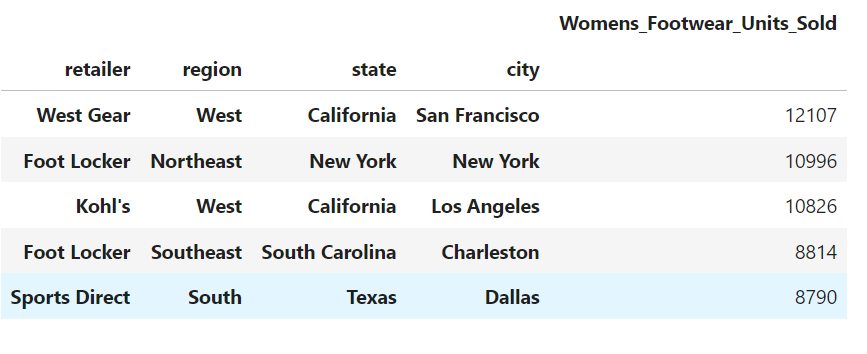 Womens_Footwear_Units_Sold
retailer region state city
West Gear West California San Francisco 12107
Foot Locker Northeast New York New York 10996
Kohl's West California Los Angeles 10826
Foot Locker Southeast South Carolina Charleston 8814
Sports Direct South Texas Dallas 8790